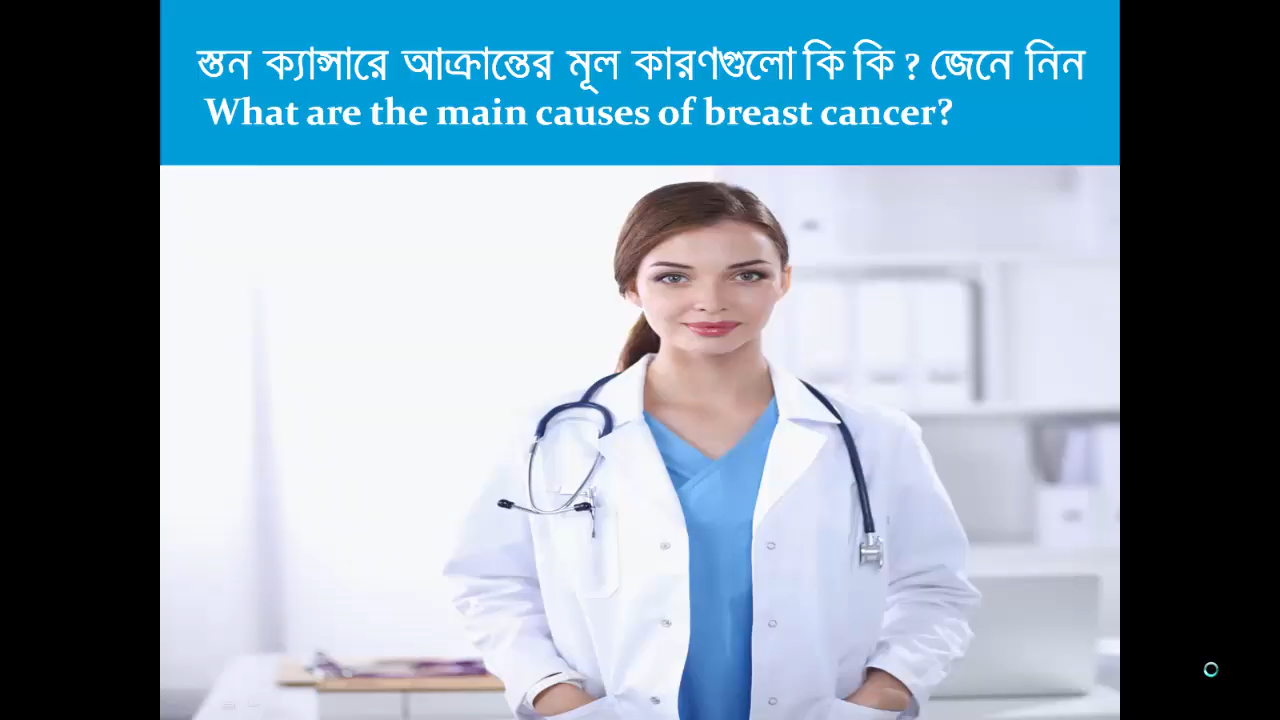 স্তন ক্যান্সারে আক্রান্তের মূল কারণগুলো কি কি ? জেনে নিন
What are the main causes of breast cancer?